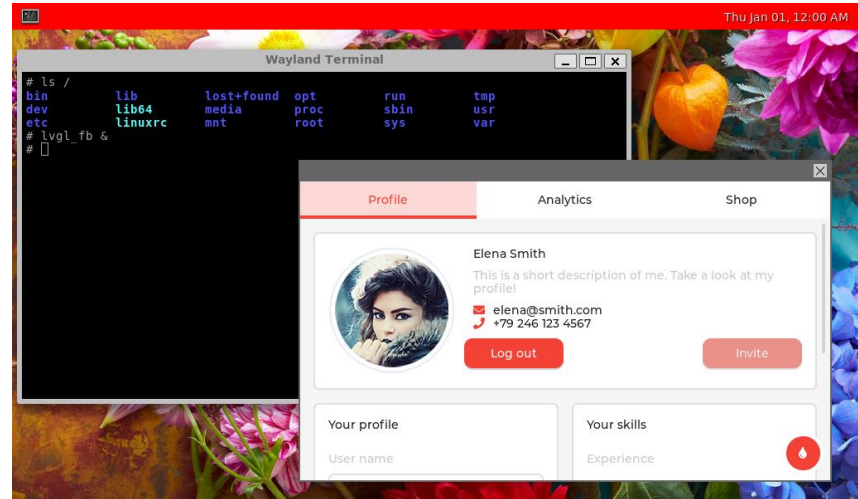 Thu Jan 01, 12:00 AM
Wayland Terminal
# ls /
bin lib lost+found opt run tmp
dev lib64 media proc sbin usr
etc linuxrc mnt root sys var
# lvgl_fb &
#
Profile Analytics Shop
Elena Smith
This is a short description of me. Take a look at my
profile!
elena@smith.com
+79 246 123 4567
Log out Invite
Your profile Your skills
User name Experience